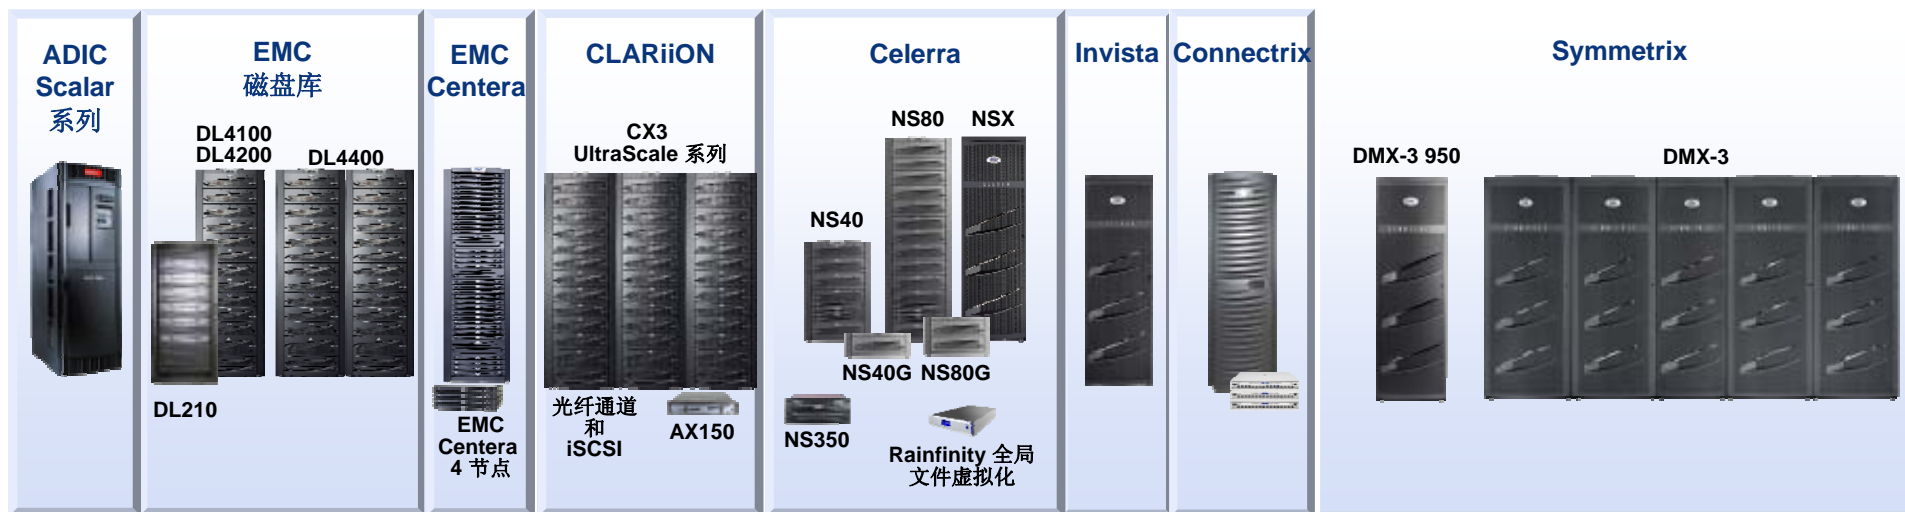 ADIC
Scalar
系列
EMC
磁盘库
DL4100
DL4200
DL4400
DL210
EMC
Centera
EMC
Centera
4 节点
CLARiiON
CX3
UltraScale 系列
光纤通道
和
iSCSI
AX150
Celerra
NS80
NSX
NS40
NS40G
NS80G
NS350
Rainfinity 全局
文件虚拟化
Invista
Connectrix
Symmetrix
DMX-3 950
DMX-3